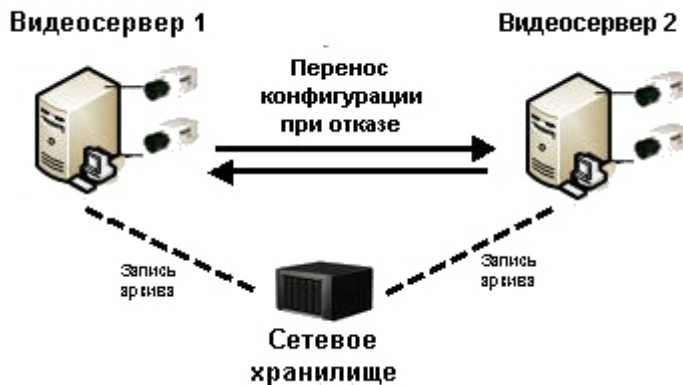 Видеосервер 1
Видеосервер 2
Перенос
конфигурации
при отказе
Запись
архива
Запись
архива
Сетевое
хранилище